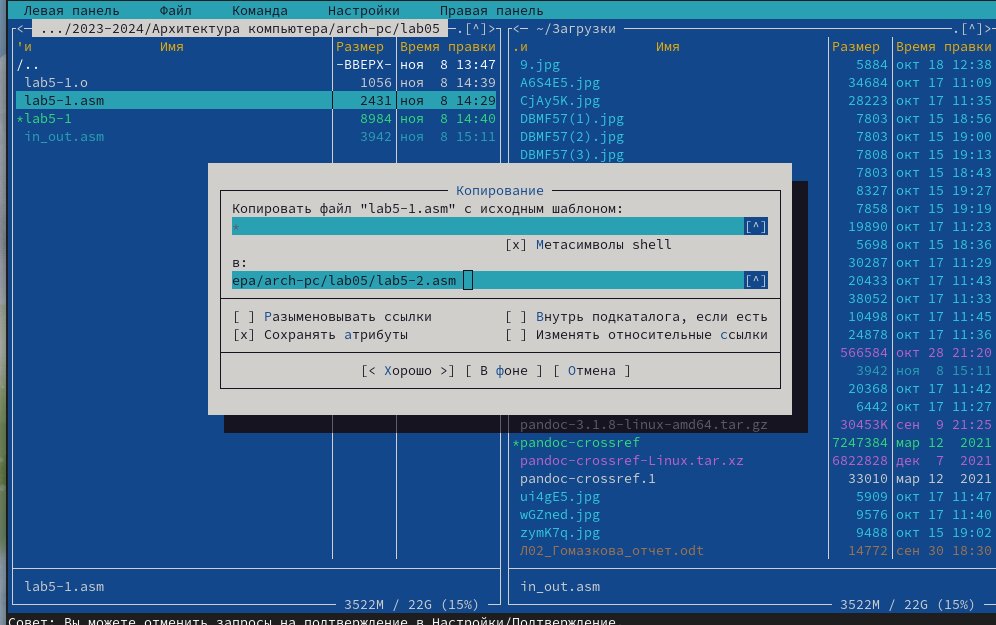 Левая панель Файл Команда Настройки Правая панель
<─ .../2023-2024/Архитектура компьютера/arch-pc/lab05 ─.[^]>
'и Имя Размер Время правки
/.. -ВВЕРХ- ноя 8 13:47
lab5-1.o 1056 ноя 8 14:39
lab5-1.asm 2431 ноя 8 14:29
*lab5-1 8984 ноя 8 14:40
in_out.asm 3942 ноя 8 15:11
lab5-1.asm
3522M / 22G (15%)
<─ ~/Загрузки ─.[^]>
.и Имя Размер Время правки
9.jpg 5884 окт 18 12:38
A6S4E5.jpg 34684 окт 17 11:09
CjAy5K.jpg 28223 окт 17 11:35
DBMF57(1).jpg 7803 окт 15 18:56
DBMF57(2).jpg 7803 окт 15 19:00
DBMF57(3).jpg 7808 окт 15 19:13
7803 окт 15 18:43
8327 окт 15 19:27
7858 окт 15 19:19
19890 окт 17 11:23
5698 окт 15 18:36
30287 окт 17 11:29
20433 окт 17 11:43
38052 окт 17 11:33
10498 окт 17 11:45
24878 окт 17 11:36
566584 окт 28 21:20
3942 ноя 8 15:11
20368 окт 17 11:42
6442 окт 17 11:27
pandoc-3.1.8-linux-amd64.tar.gz 30453K сен 9 21:25
*pandoc-crossref 7247384 мар 12 2021
pandoc-crossref-Linux.tar.xz 6822828 дек 7 2021
pandoc-crossref.1 33010 мар 12 2021
ui4gE5.jpg 5909 окт 17 11:47
wGZned.jpg 9576 окт 17 11:40
zymK7q.jpg 9488 окт 15 19:02
Л02_Гомазкова_отчет.odt 14772 сен 30 18:30
in_out.asm
3522M / 22G (15%)
Копирование
Копировать файл "lab5-1.asm" с исходным шаблоном:
* [^]
[x] Метасимволы shell
в:
ера/arch-pc/lab05/lab5-2.asm [^]
[ ] Разыменовывать ссылки [ ] Внутрь подкаталога, если есть
[x] Сохранять атрибуты [ ] Изменять относительные ссылки
[< Хорошо >] [ В фоне ] [ Отмена ]
Совет: Вы можете отменить запросы на подтверждение в Настройки/Подтверждение.